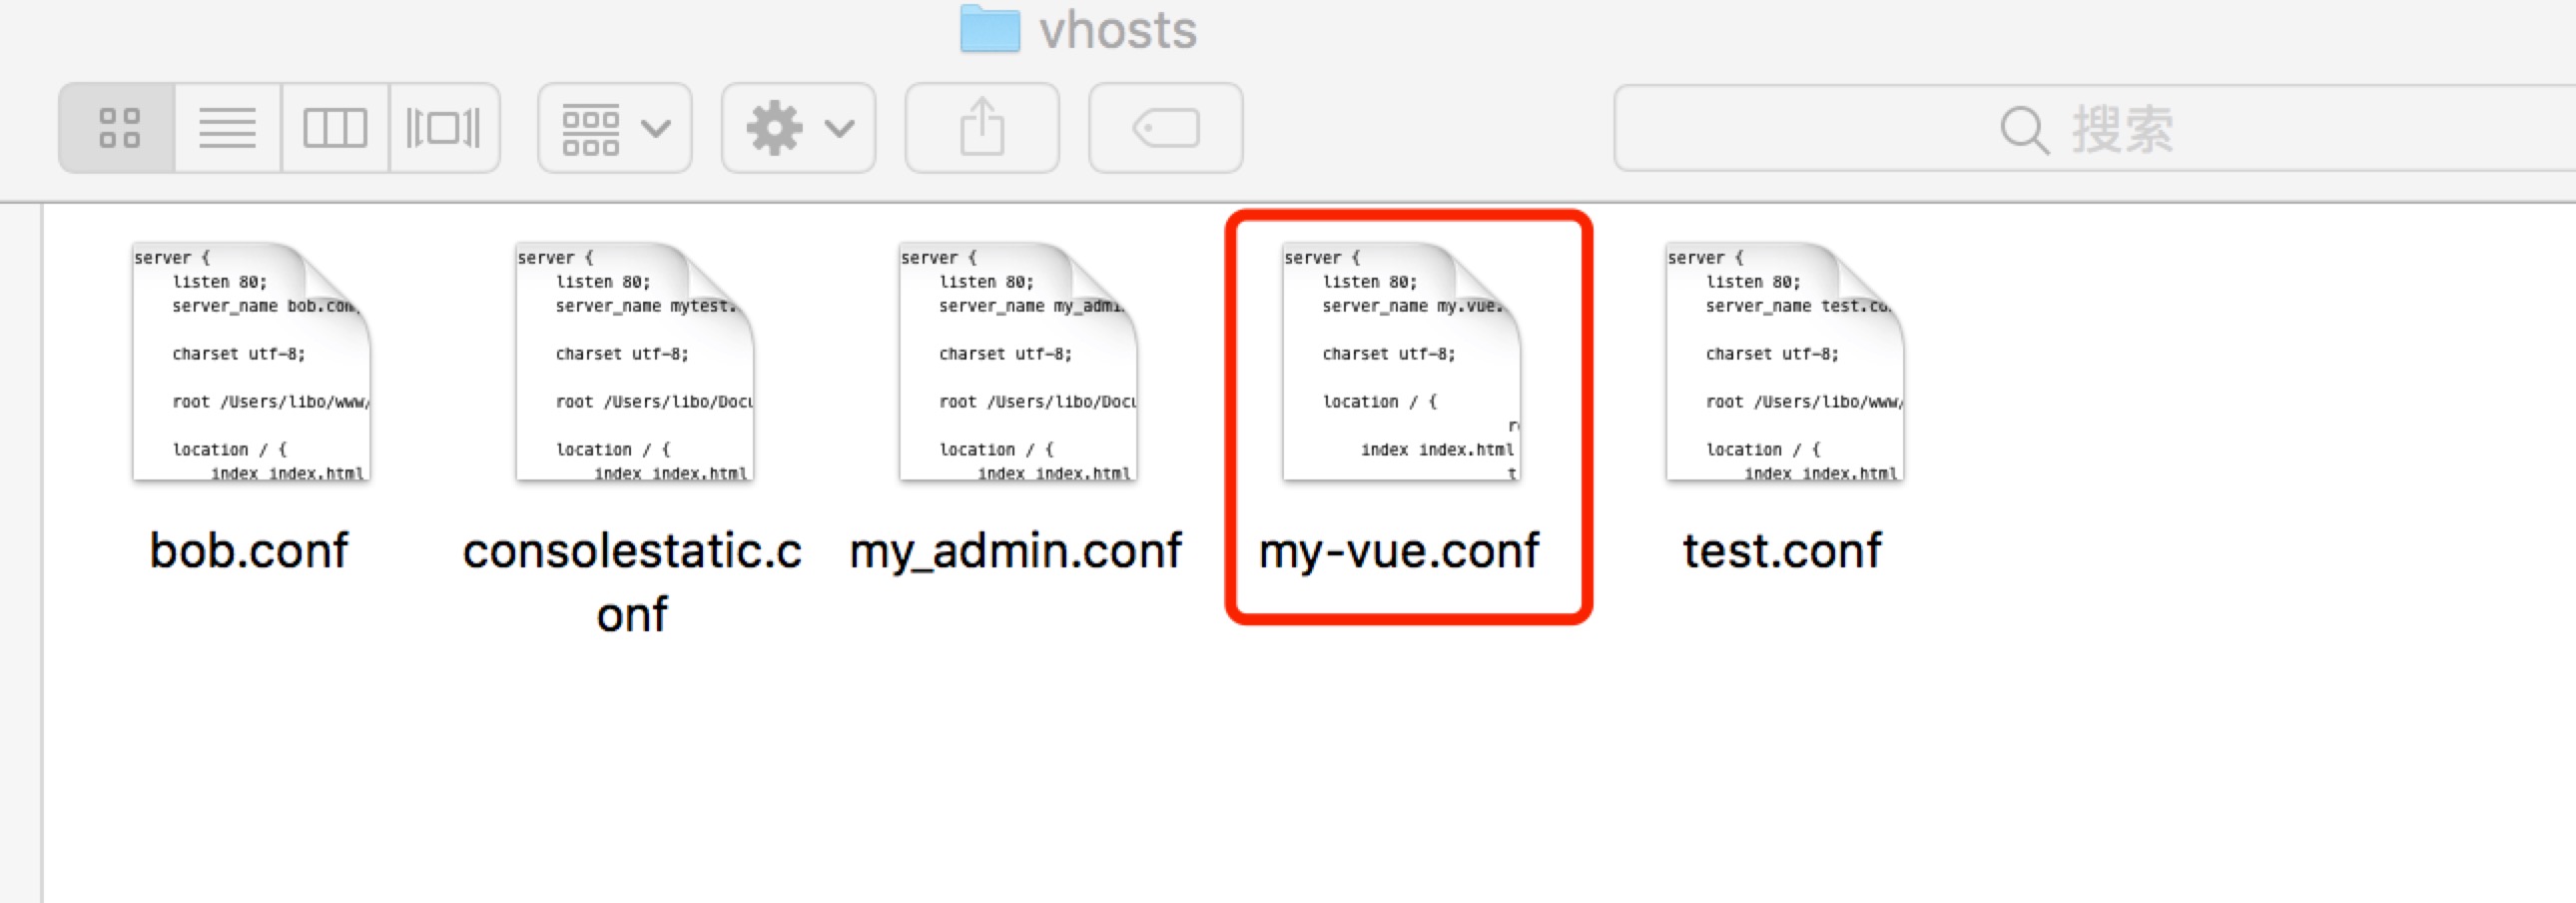 vhosts
搜索
server {
listen 80;
server_name bob.com
charset utf-8;
root /Users/libo/www/
location / {
index index.html
bob.conf
server {
listen 80;
server_name mytest.
charset utf-8;
root /Users/libo/Docu
location / {
index index.html
consolestatic.c
onf
server {
listen 80;
server_name my_admi
charset utf-8;
root /Users/libo/Docu
location / {
index index.html
my_admin.conf
server {
listen 80;
server_name my.vue.
charset utf-8;
location / {
r
index index.html
t
my-vue.conf
server {
listen 80;
server_name test.co
charset utf-8;
root /Users/libo/www/
location / {
index index.html
test.conf